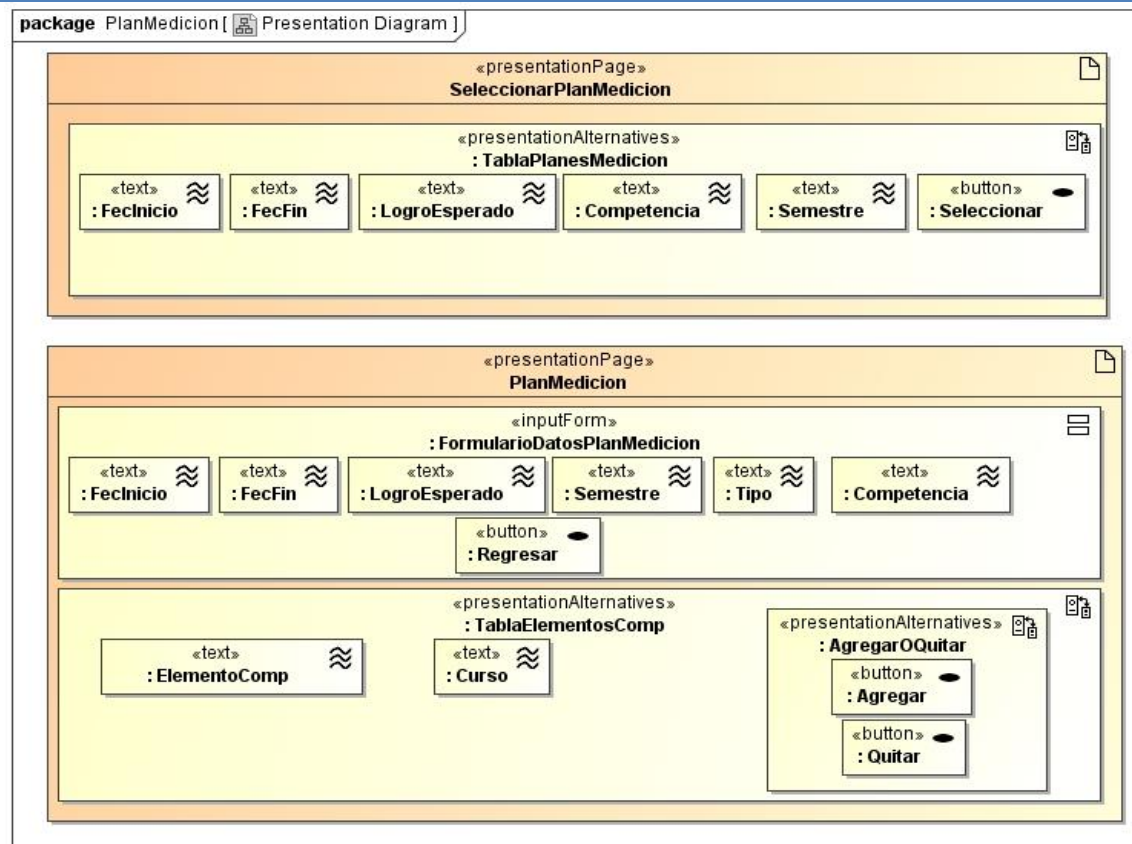 package PlanMedicion [ Presentation Diagram ]
«presentationPage»
SeleccionarPlanMedicion
«presentationAlternatives»
: TablaPlanesMedicion
«text»
: FecInicio
«text»
: FecFin
«text»
: LogroEsperado
«text»
: Competencia
«text»
: Semestre
«button»
: Seleccionar
«presentationPage»
PlanMedicion
«inputForm»
: FormularioDatosPlanMedicion
«text»
: FecInicio
«text»
: FecFin
«text»
: LogroEsperado
«text»
: Semestre
«text»
: Tipo
«text»
: Competencia
«button»
: Regresar
«presentationAlternatives»
: TablaElementosComp
«text»
: ElementoComp
«text»
: Curso
«presentationAlternatives»
: AgregarOQuitar
«button»
: Agregar
«button»
: Quitar